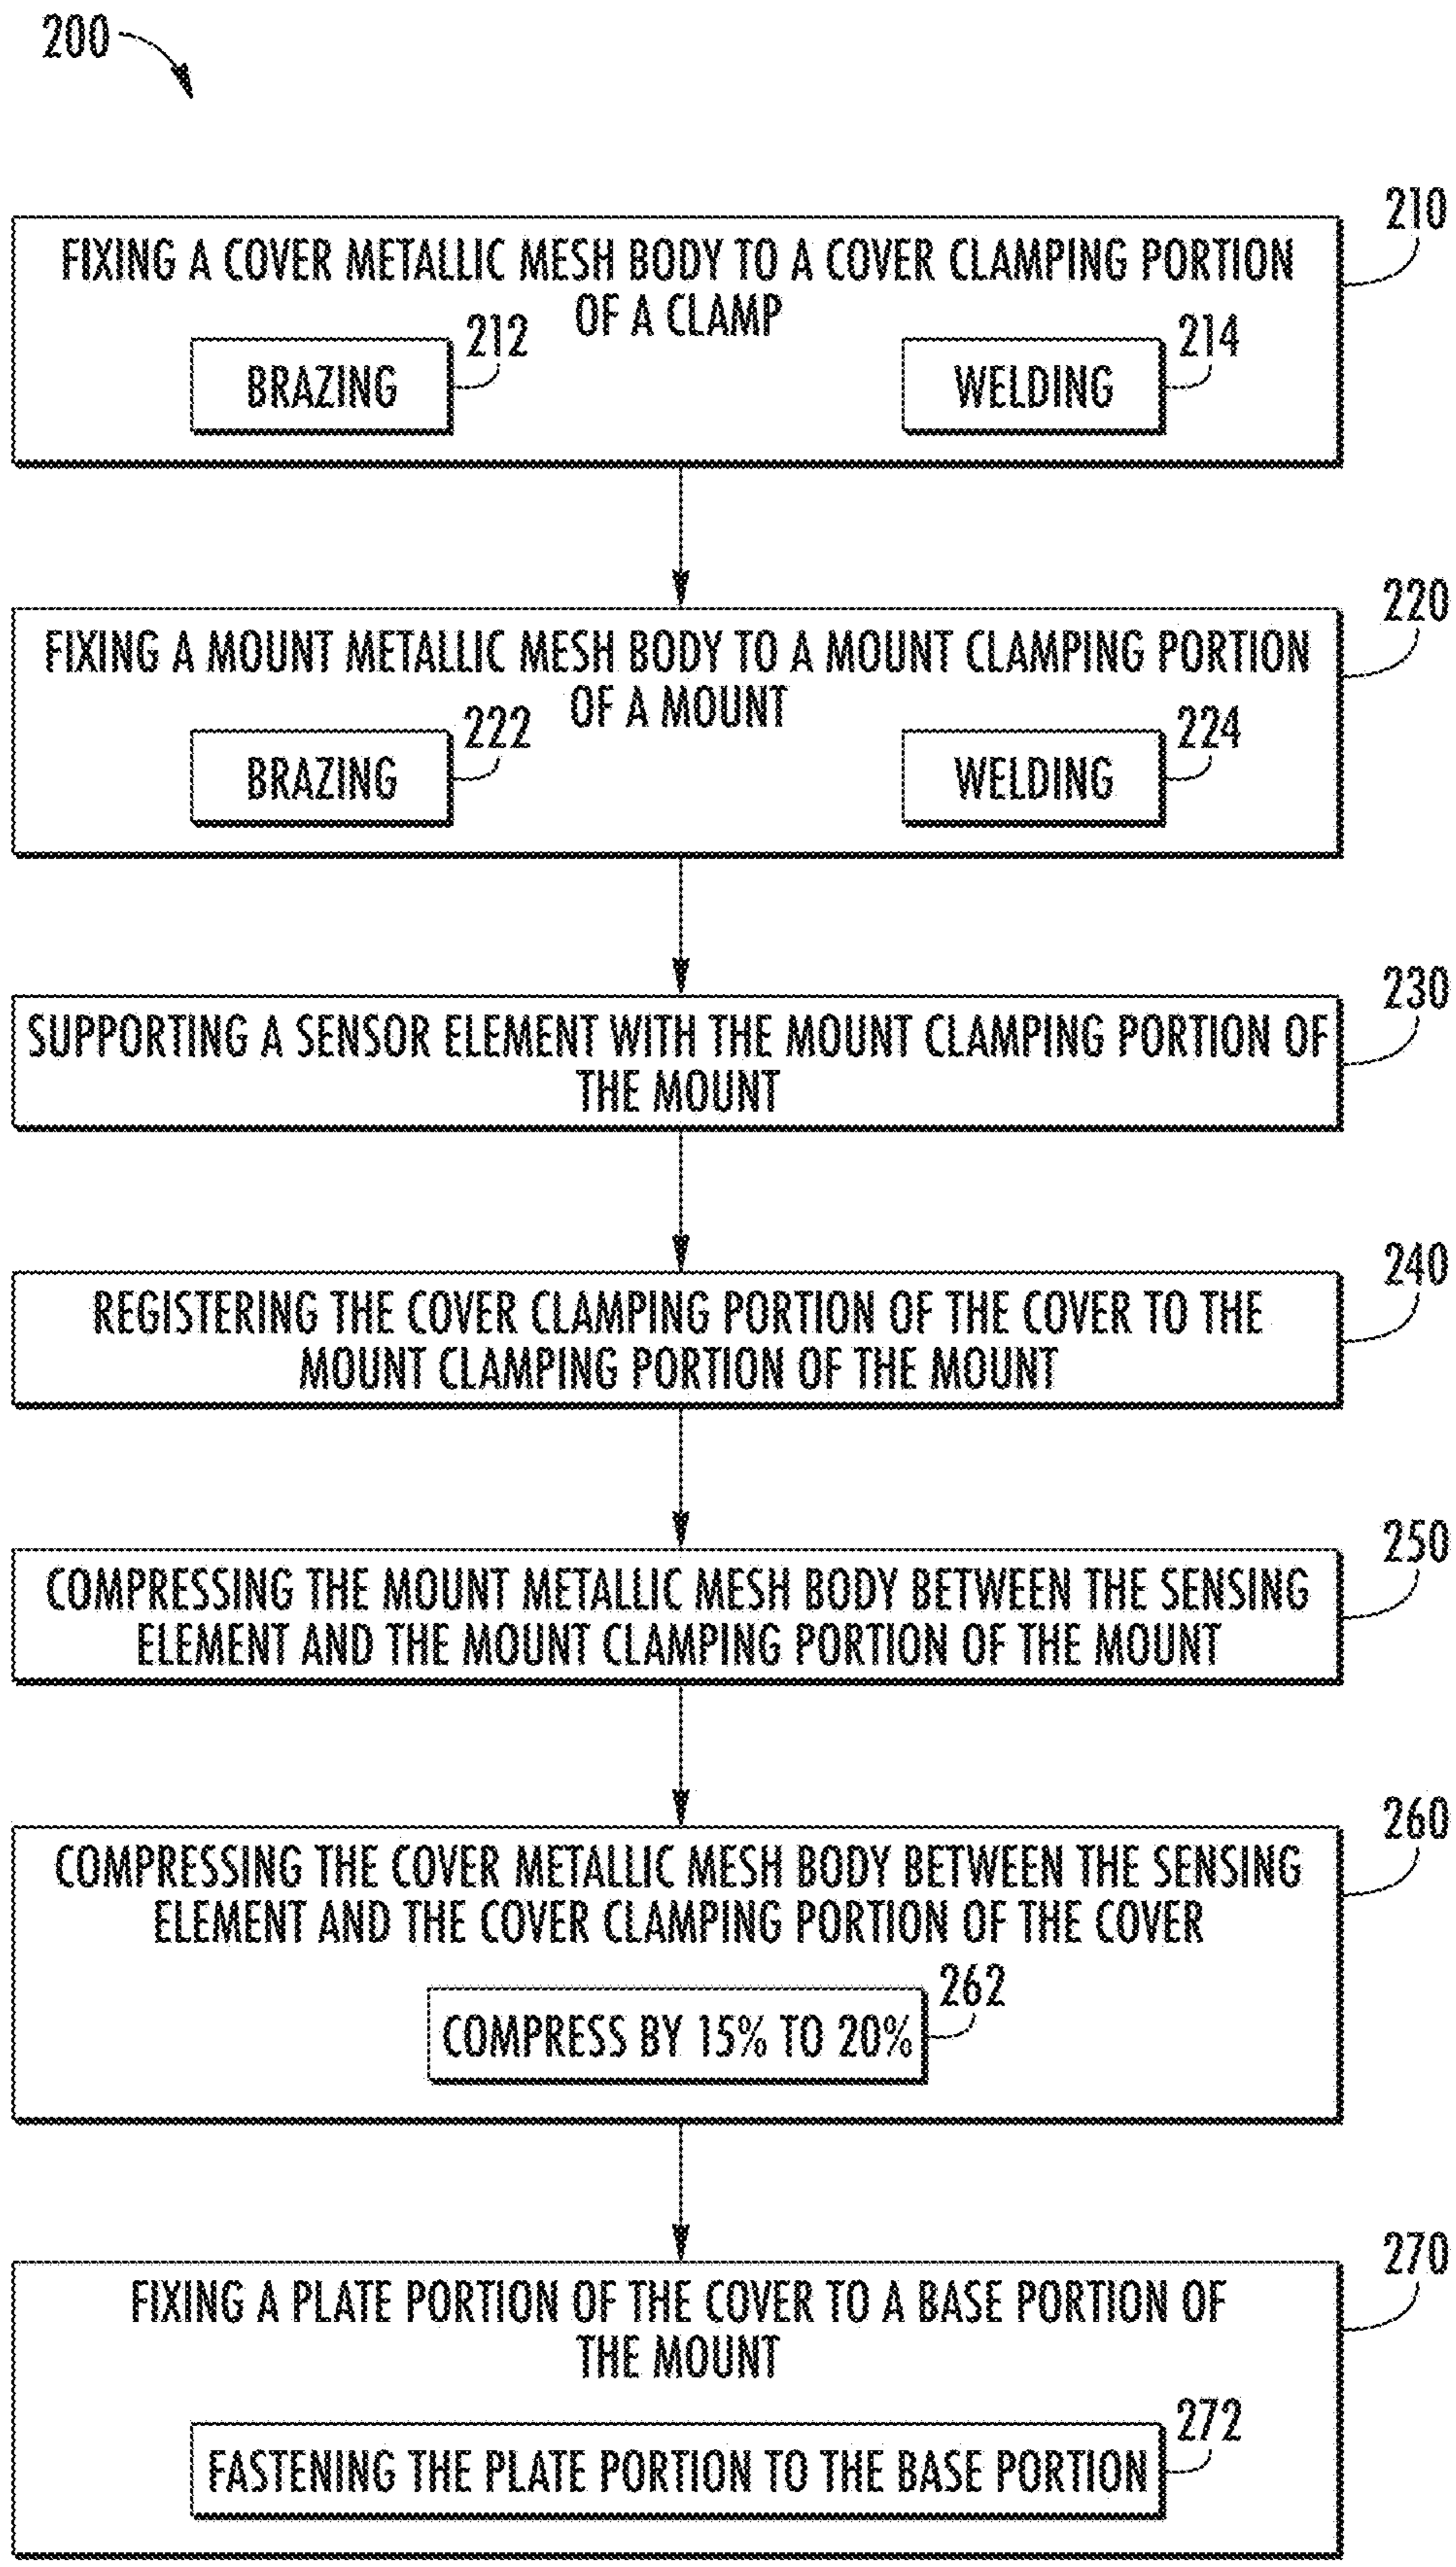 200
210
FIXING A COVER METALLIC MESH BODY TO A COVER CLAMPING PORTION
OF A CLAMP
212
214
BRAZING
WELDING
220
FIXING A MOUNT METALLIC MESH BODY TO A MOUNT CLAMPING PORTION
OF A MOUNT
222
224
BRAZING
WELDING
230
SUPPORTING A SENSOR ELEMENT WITH THE MOUNT CLAMPING PORTION OF
THE MOUNT
240
REGISTERING THE COVER CLAMPING PORTION OF THE COVER TO THE
MOUNT CLAMPING PORTION OF THE MOUNT
250
COMPRESSING THE MOUNT METALLIC MESH BODY BETWEEN THE SENSING
ELEMENT AND THE MOUNT CLAMPING PORTION OF THE MOUNT
260
COMPRESSING THE COVER METALLIC MESH BODY BETWEEN THE SENSING
ELEMENT AND THE COVER CLAMPING PORTION OF THE COVER
262
COMPRESS BY 15% TO 20%
270
FIXING A PLATE PORTION OF THE COVER TO A BASE PORTION OF
THE MOUNT
272
FASTENING THE PLATE PORTION TO THE BASE PORTION